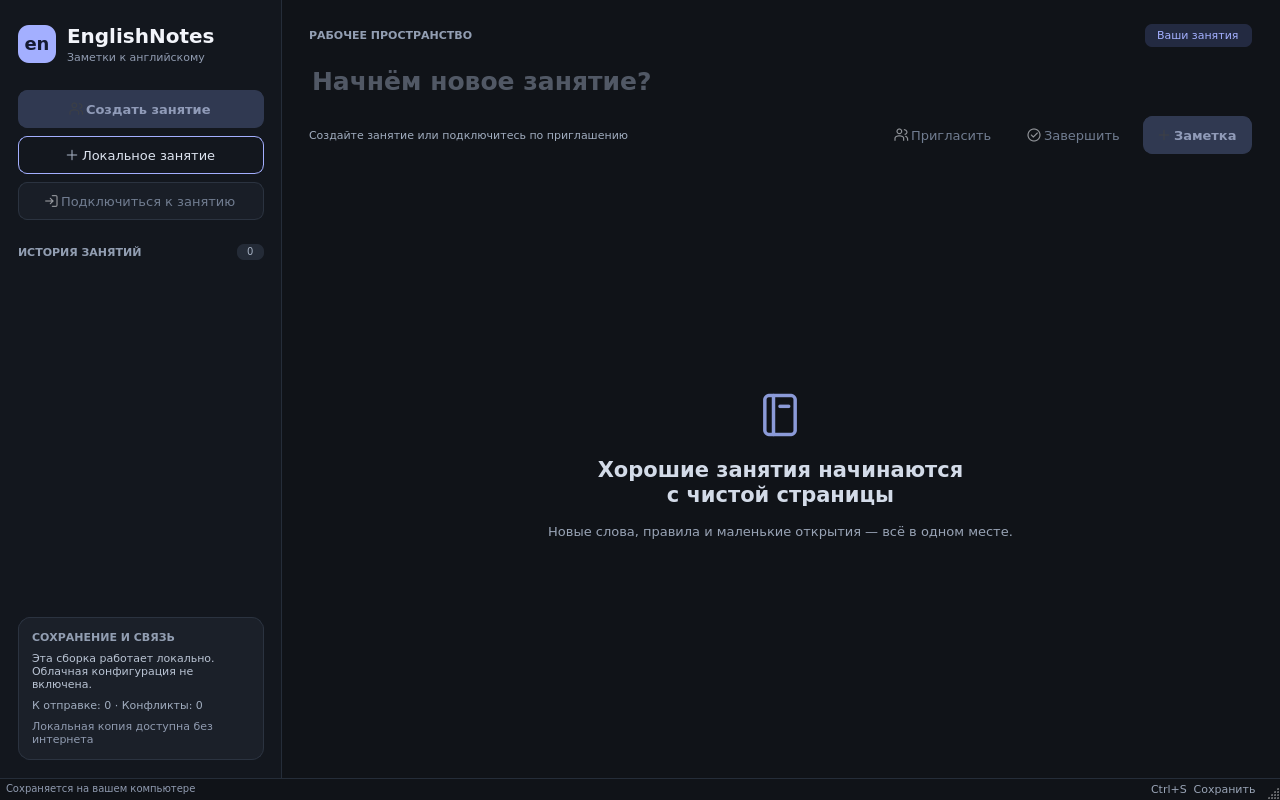 en
EnglishNotes
Заметки к английскому
Создать занятие
Локальное занятие
Подключиться к занятию
ИСТОРИЯ ЗАНЯТИЙ
0
СОХРАНЕНИЕ И СВЯЗЬ
Эта сборка работает локально.
Облачная конфигурация не
включена.
К отправке: 0 · Конфликты: 0
Локальная копия доступна без
интернета
РАБОЧЕЕ ПРОСТРАНСТВО
Ваши занятия
Начнём новое занятие?
Создайте занятие или подключитесь по приглашению
Пригласить
Завершить
Заметка
Хорошие занятия начинаются
с чистой страницы
Новые слова, правила и маленькие открытия — всё в одном месте.
Сохраняется на вашем компьютере
Ctrl+S Сохранить